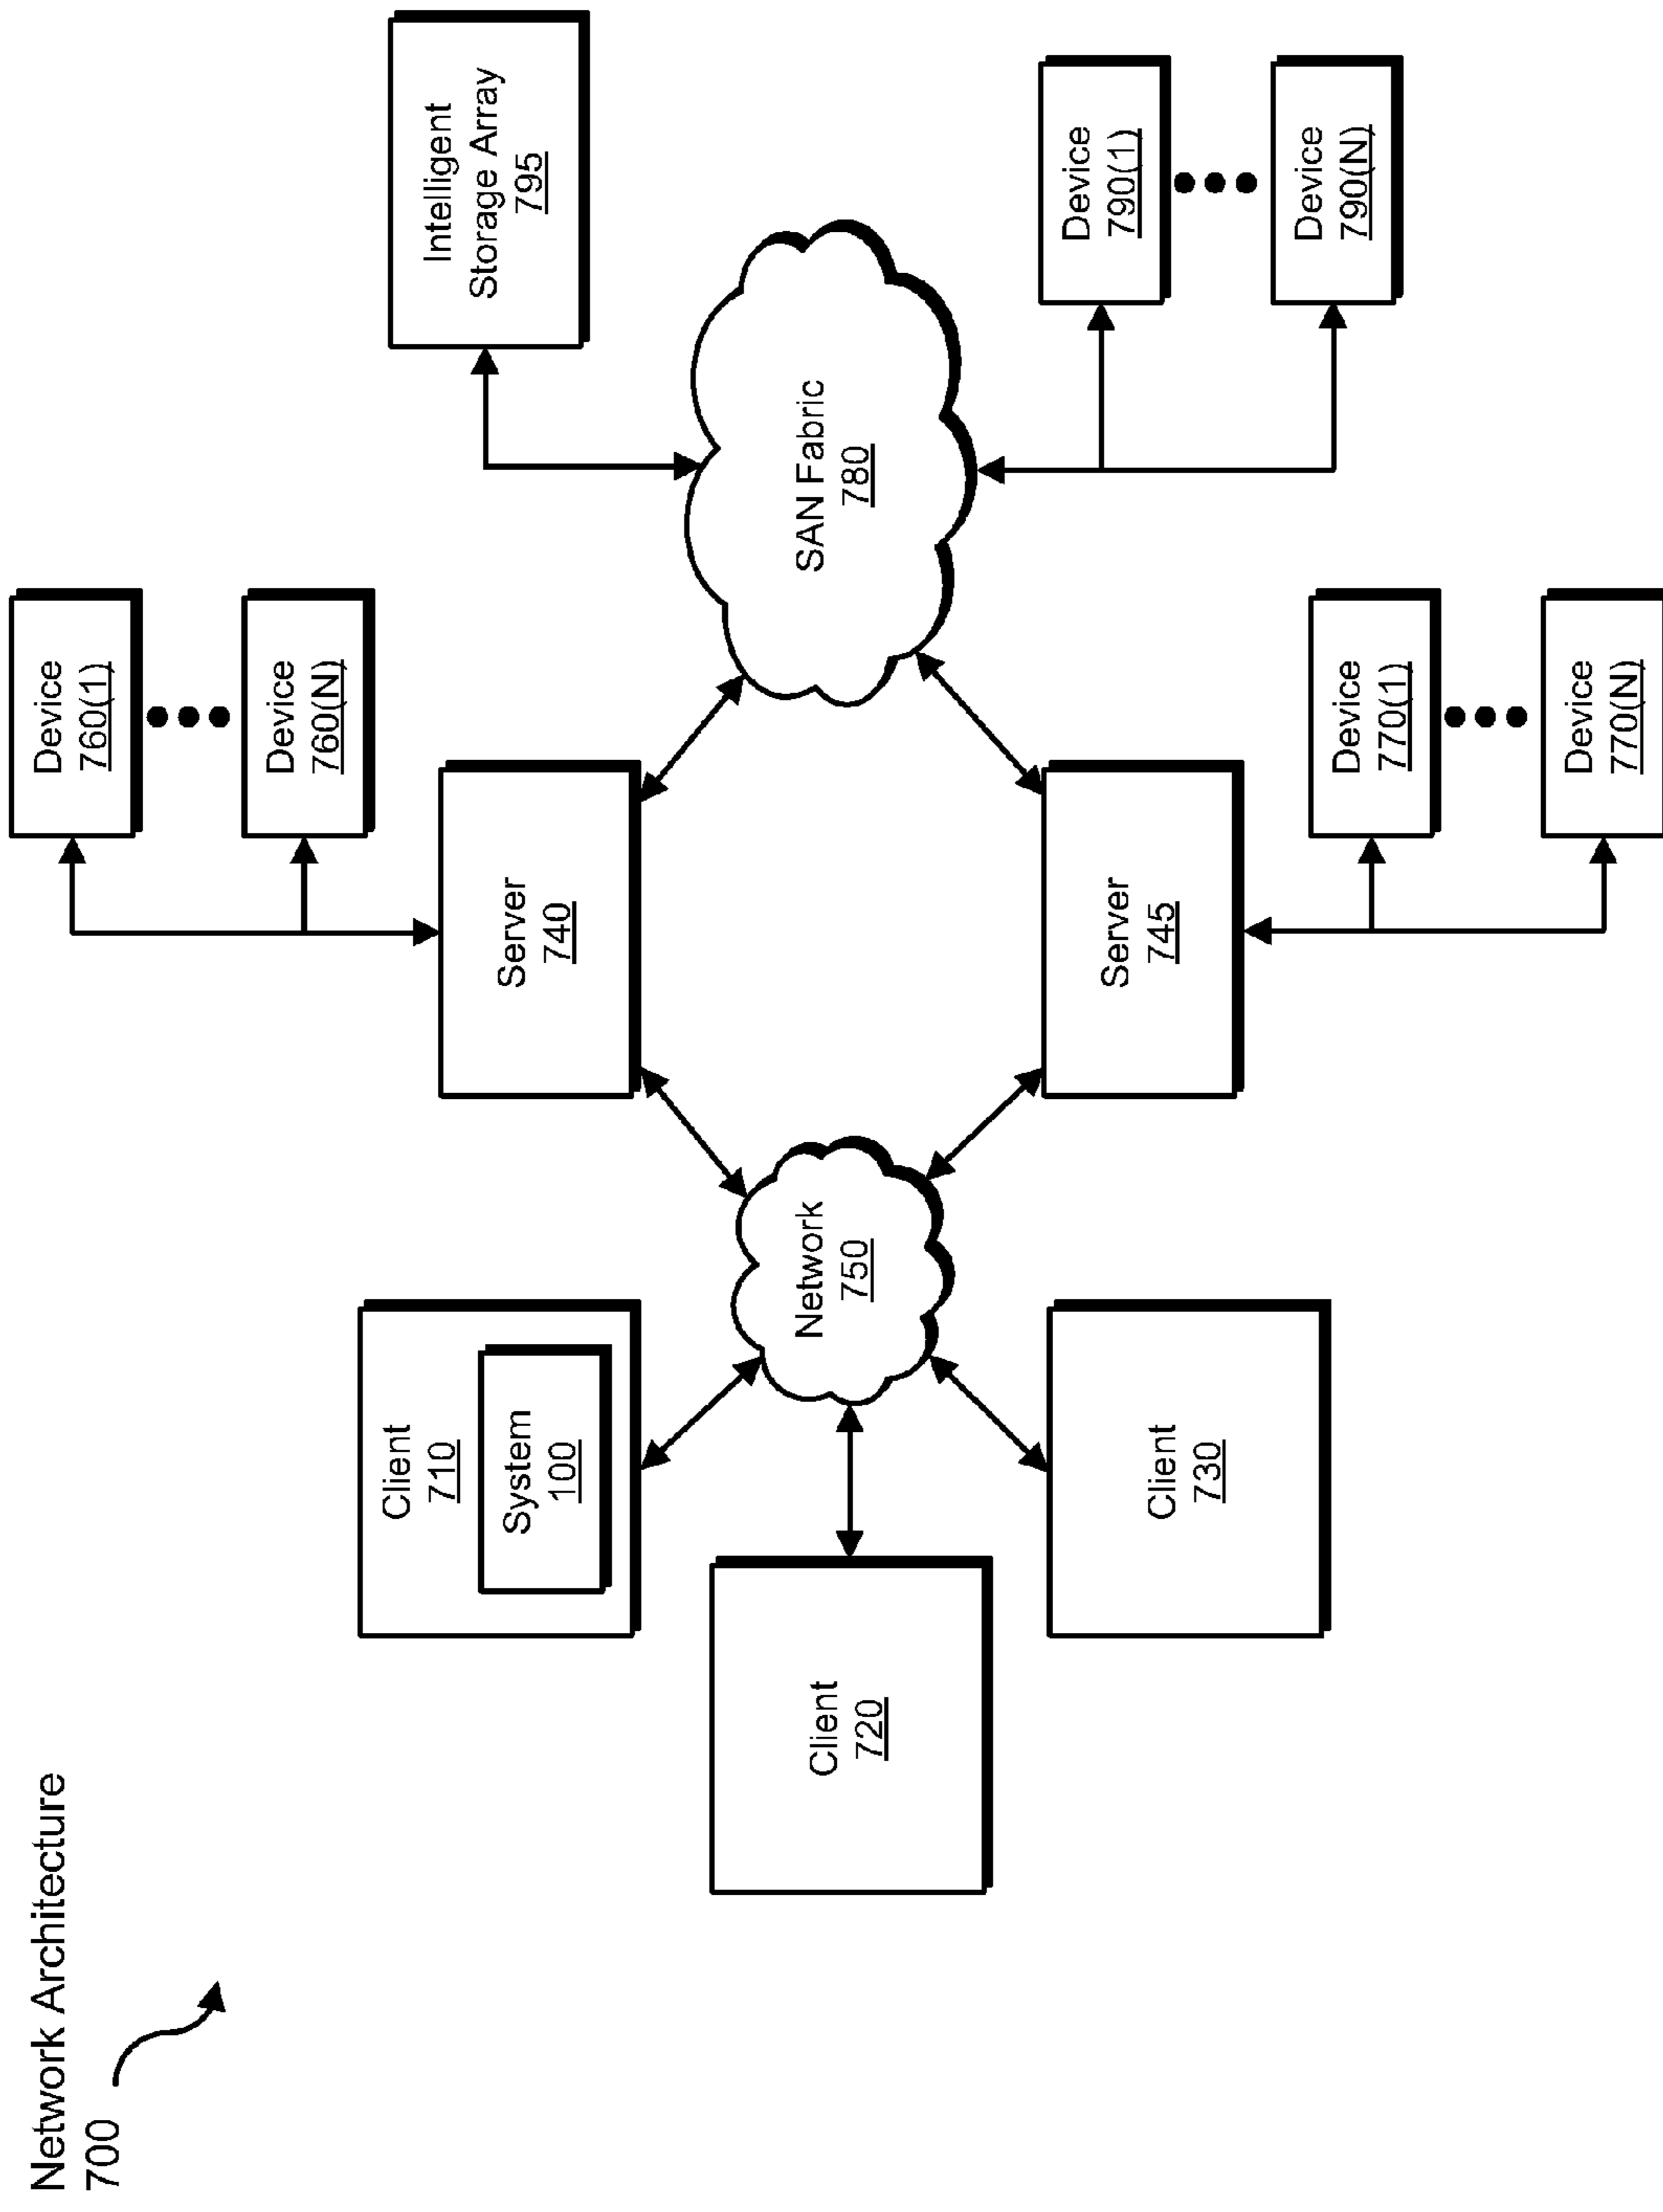 Network Architecture
700
Client
710
System
100
Client
720
Client
730
Network
750
Server
740
Server
745
Device
760(1)
Device
760(N)
Device
770(1)
Device
770(N)
SAN Fabric
780
Intelligent
Storage Array
795
Device
790(1)
Device
790(N)